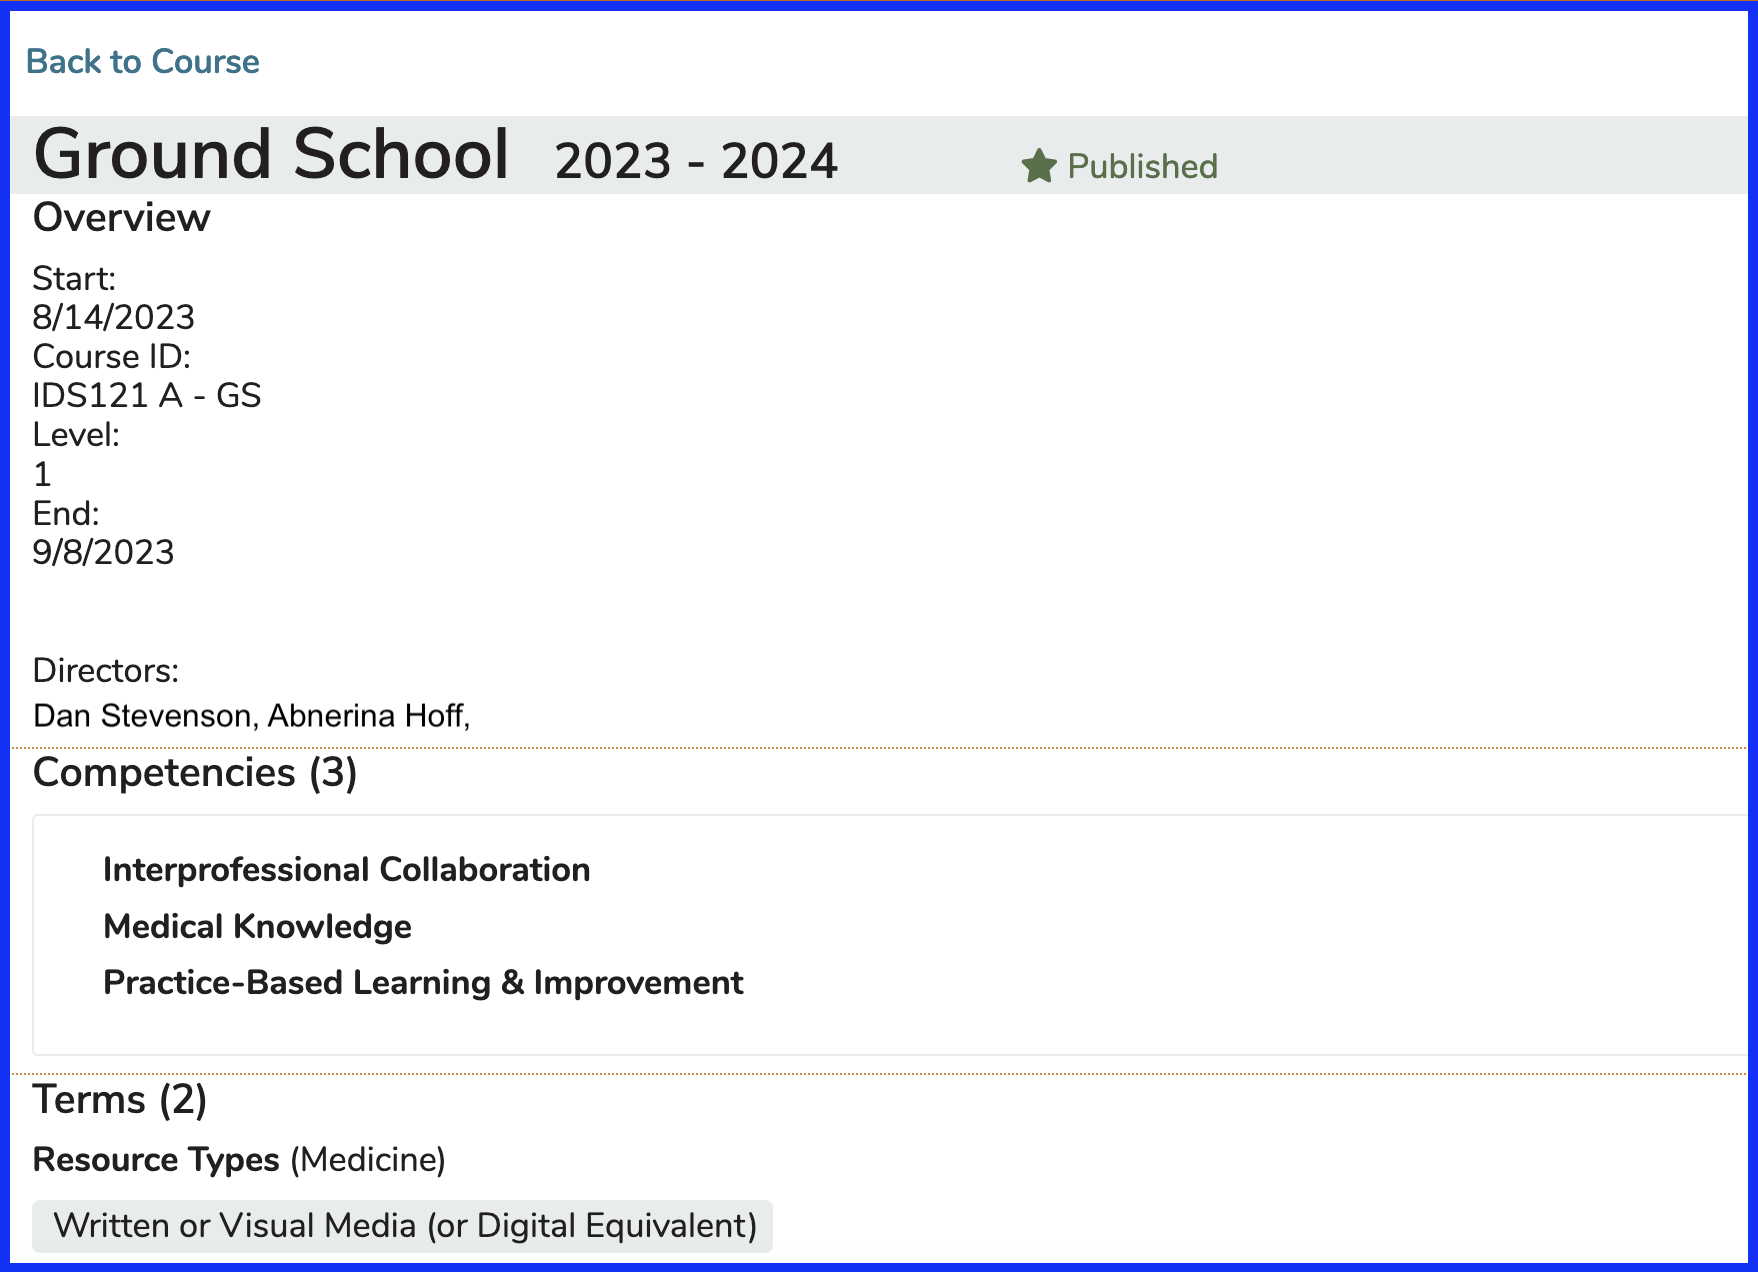 Back to Course
Ground School 2023 - 2024 Published
Overview
Start:
8/14/2023
Course ID:
IDS121 A - GS
Level:
1
End:
9/8/2023
Directors:
Dan Stevenson, Abnerina Hoff,
Competencies (3)
Interprofessional Collaboration
Medical Knowledge
Practice-Based Learning & Improvement
Terms (2)
Resource Types (Medicine)
Written or Visual Media (or Digital Equivalent)